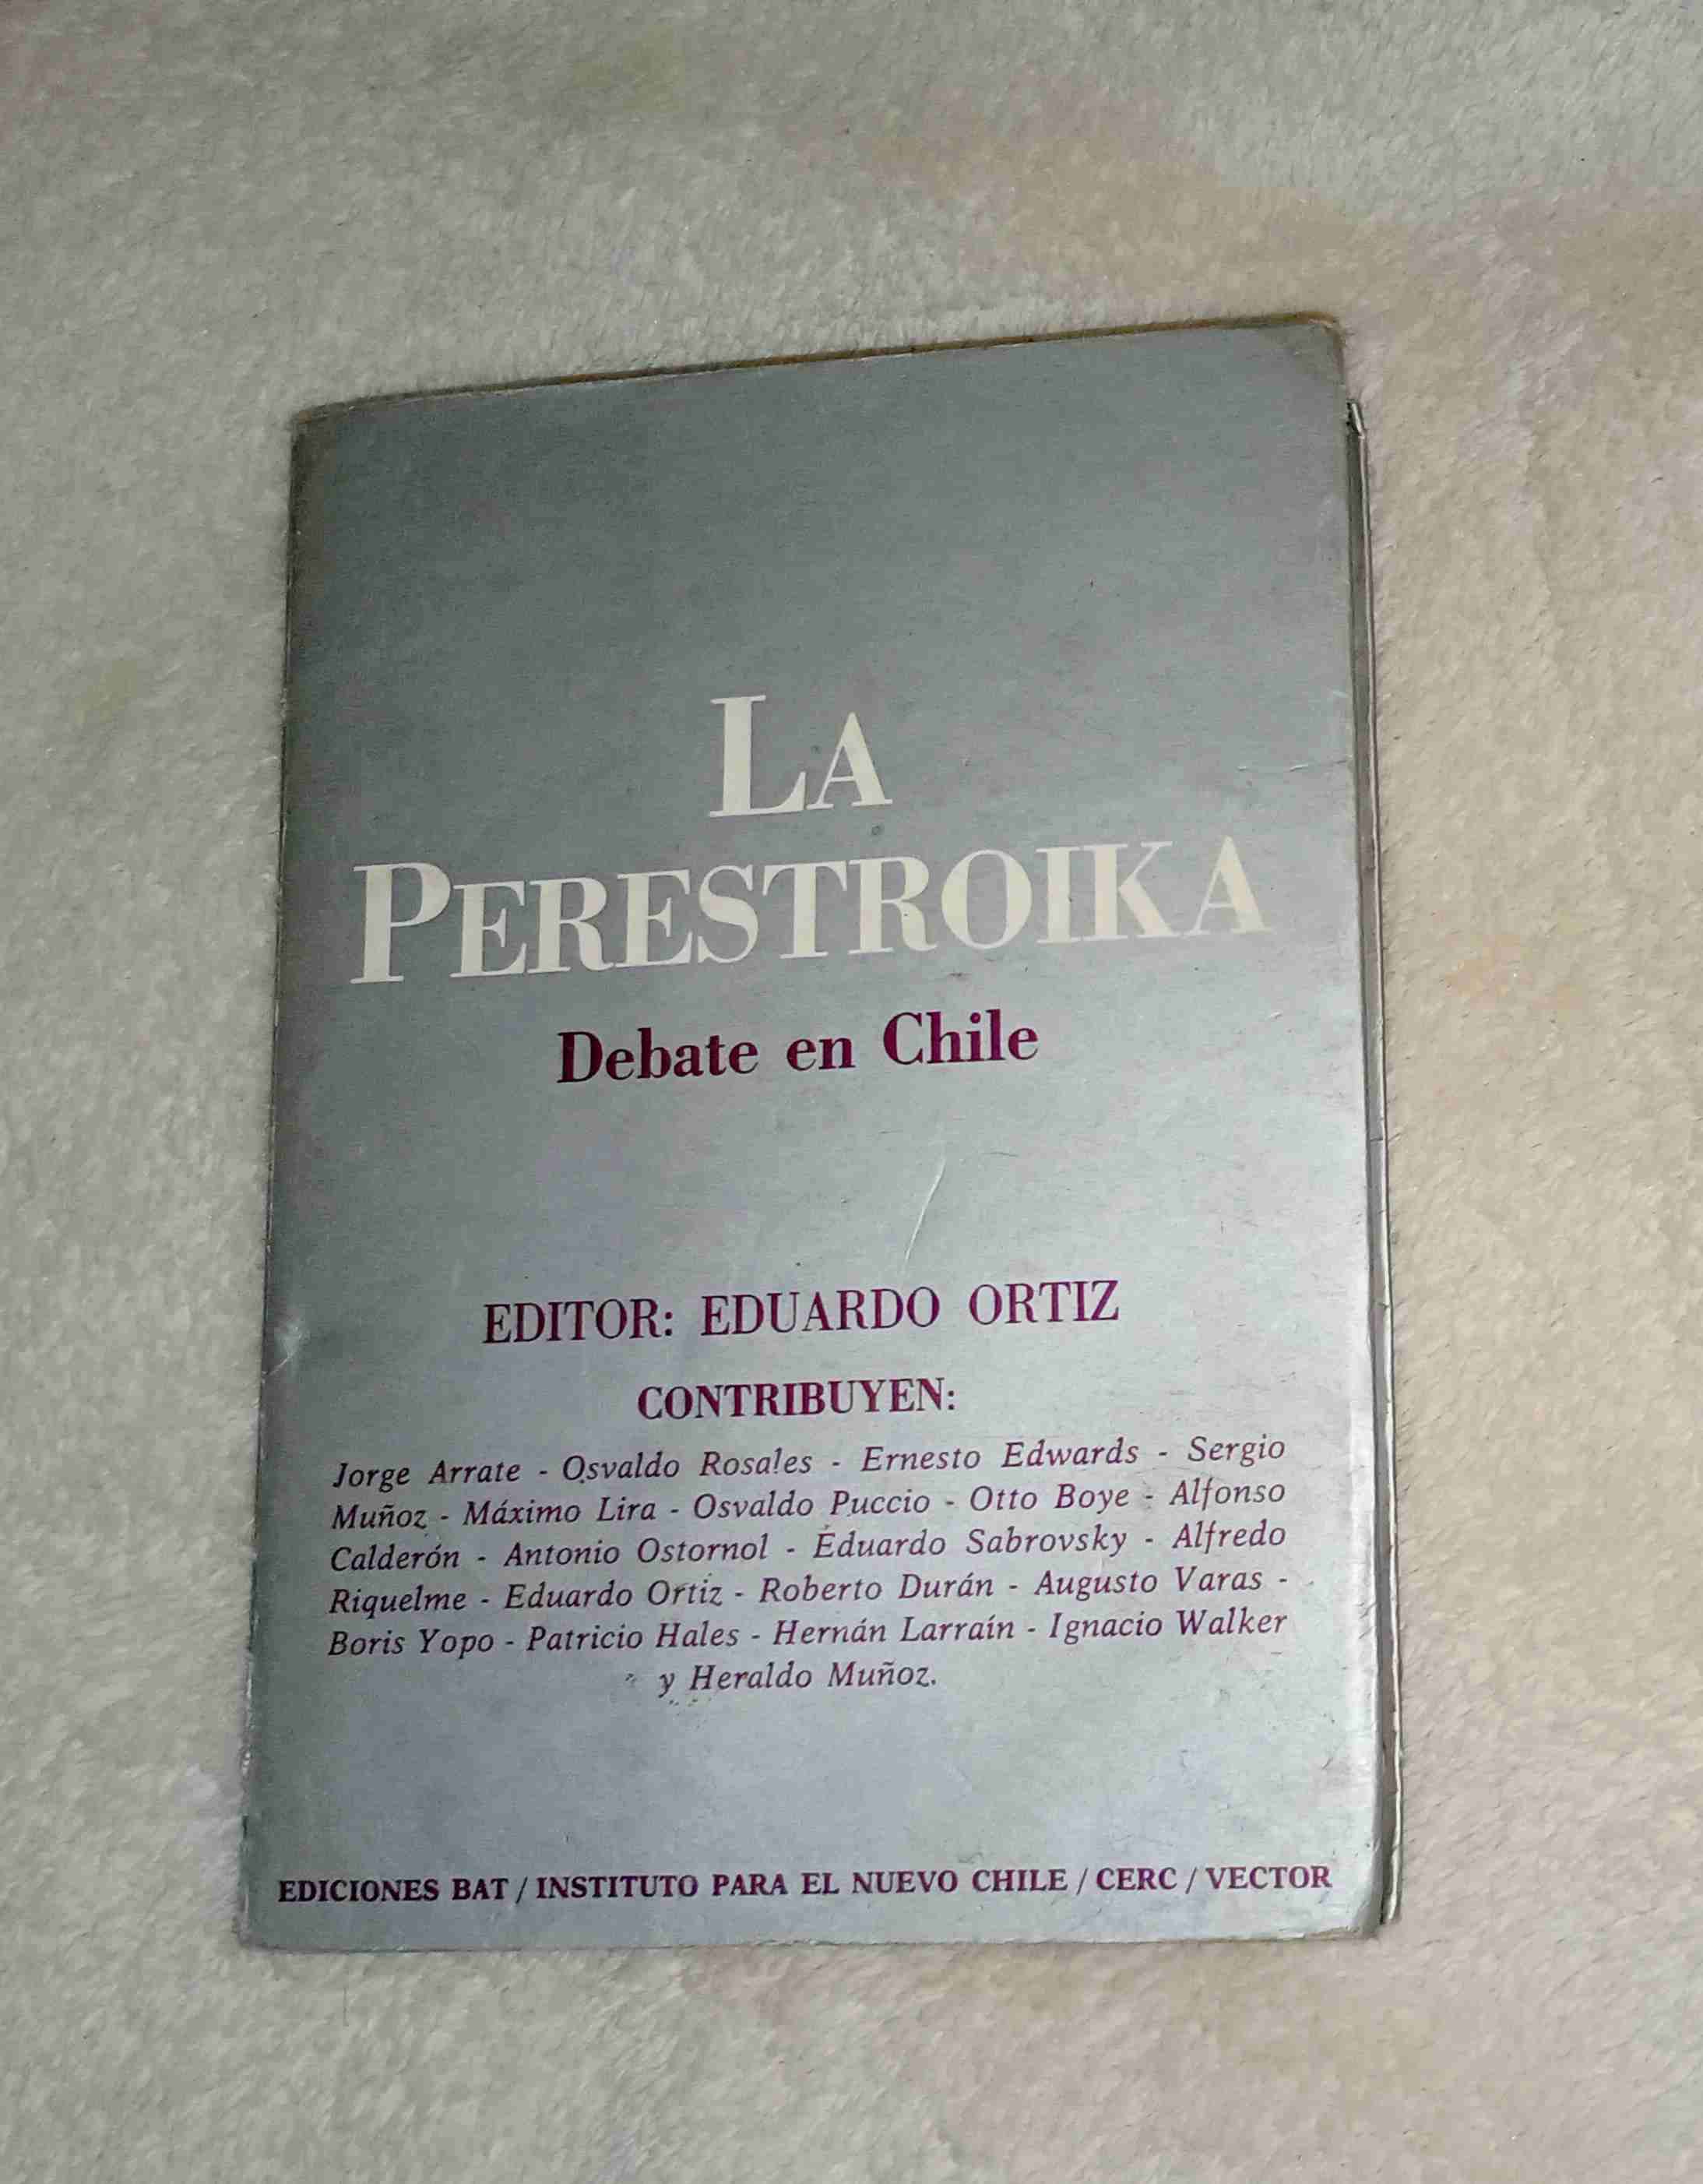 LA
PERESTROIKA
Debate en Chile
EDITOR: EDUARDO ORTIZ
CONTRIBUYEN:
Jorge Arrate - Osvaldo Rosales - Ernesto Edwards - Sergio
Muñoz - Máximo Lira - Osvaldo Puccio - Otto Boye - Alfonso
Calderón - Antonio Ostornol - Eduardo Sabrovsky - Alfredo
Riquelme - Eduardo Ortiz - Roberto Durán - Augusto Varas -
Boris Yopo - Patricio Hales - Hernán Larraín - Ignacio Walker
y Heraldo Muñoz.
EDICIONES BAT / INSTITUTO PARA EL NUEVO CHILE / CERC / VECTOR